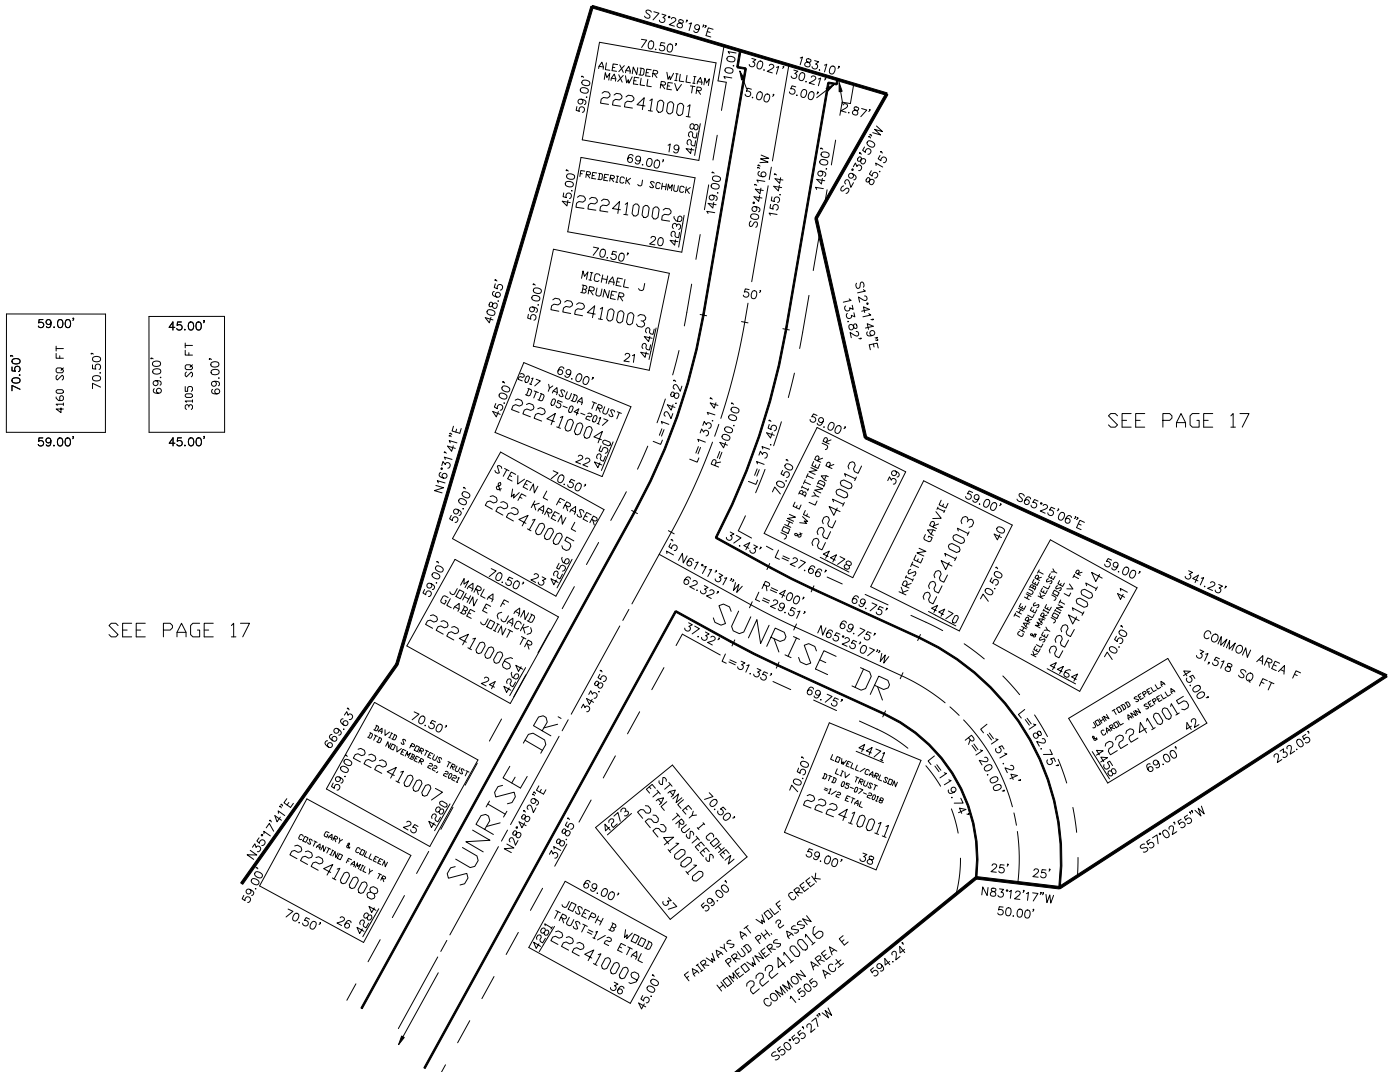 S73°28'19"E
183.10'
70.50'
59.00'
ALEXANDER WILLIAM
MAXWELL REV TR
222410001
4228
19
10.01
30.21'
30.21'
5.00'
5.00'
2.87'
S29°38'50"W
85.15'
69.00'
45.00'
FREDERICK J SCHMUCK
222410002
4236
20
149.00'
S09°44'16"W
155.44'
149.00'
70.50'
59.00'
MICHAEL J
BRUNER
222410003
4242
21
50'
S12°41'49"E
133.82'
408.65'
N16°31'41"E
59.00'
70.50'
4160 SQ FT
70.50'
59.00'
45.00'
69.00'
3105 SQ FT
69.00'
45.00'
69.00'
45.00'
2017 YASUDA TRUST
DTD 05-04-2017
222410004
4250
22
L=124.82'
L=133.14'
R=400.00'
L=131.45'
SEE PAGE 17
70.50'
59.00'
STEVEN L FRASER
& WF KAREN L
222410005
4256
23
59.00'
70.50'
JOHN E BITTNER JR
& WF LYNDA R
222410012
4478
39
59.00'
KRISTEN GARVIE
222410013
4470
40
70.50'
S65°25'06"E
341.23'
59.00'
THE HUBERT
CHARLES KELSEY
& MARIE JOSE
KELSEY JOINT LV TR
222410014
4464
41
70.50'
COMMON AREA F
31,518 SQ FT
45.00'
JOHN TODD SEPELLA
& CAROL ANN SEPELLA
222410015
4458
42
69.00'
232.05'
S57°02'55"W
70.50'
59.00'
MARLA F AND
JOHN E (JACK)
GLABE JOINT TR
222410006
4264
24
SEE PAGE 17
37.43'
L=27.66'
15'
N61°11'31"W
62.32'
R=400'
L=29.51'
69.75'
69.75'
N65°25'07"W
SUNRISE DR
37.32'
L=31.35'
69.75'
L=182.75'
L=151.24'
R=120.00'
L=119.74'
343.85'
SUNRISE DR.
N28°48'29"E
318.85'
669.63'
N35°17'41"E
70.50'
59.00'
DAVID S PORTEUS TRUST
DTD NOVEMBER 22, 2021
222410007
4280
25
GARY & COLLEEN
COSTANTINO FAMILY TR
222410008
4284
26
59.00'
70.50'
4471
LOWELL/CARLSON
LIV TRUST
DTD 05-07-2018
=1/2 ETAL
222410011
38
70.50'
59.00'
STANLEY I COHEN
ETAL TRUSTEES
222410010
4273
37
70.50'
59.00'
69.00'
JOSEPH B WOOD
TRUST=1/2 ETAL
222410009
4281
36
45.00'
25'
25'
N83°12'17"W
50.00'
FAIRWAYS AT WOLF CREEK
PRUD PH. 2
HOMEOWNERS ASSN
222410016
COMMON AREA E
1.505 AC±
594.24'
S50°55'27"W